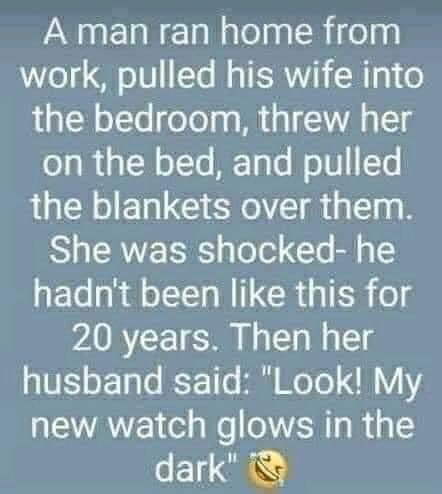 A man ran home from
work, pulled his wife into
the bedroom, threw her
on the bed, and pulled
the blankets over them.
She was shocked- he
hadn't been like this for
20 years. Then her
husband said: "Look! My
new watch glows in the
dark" 🤣